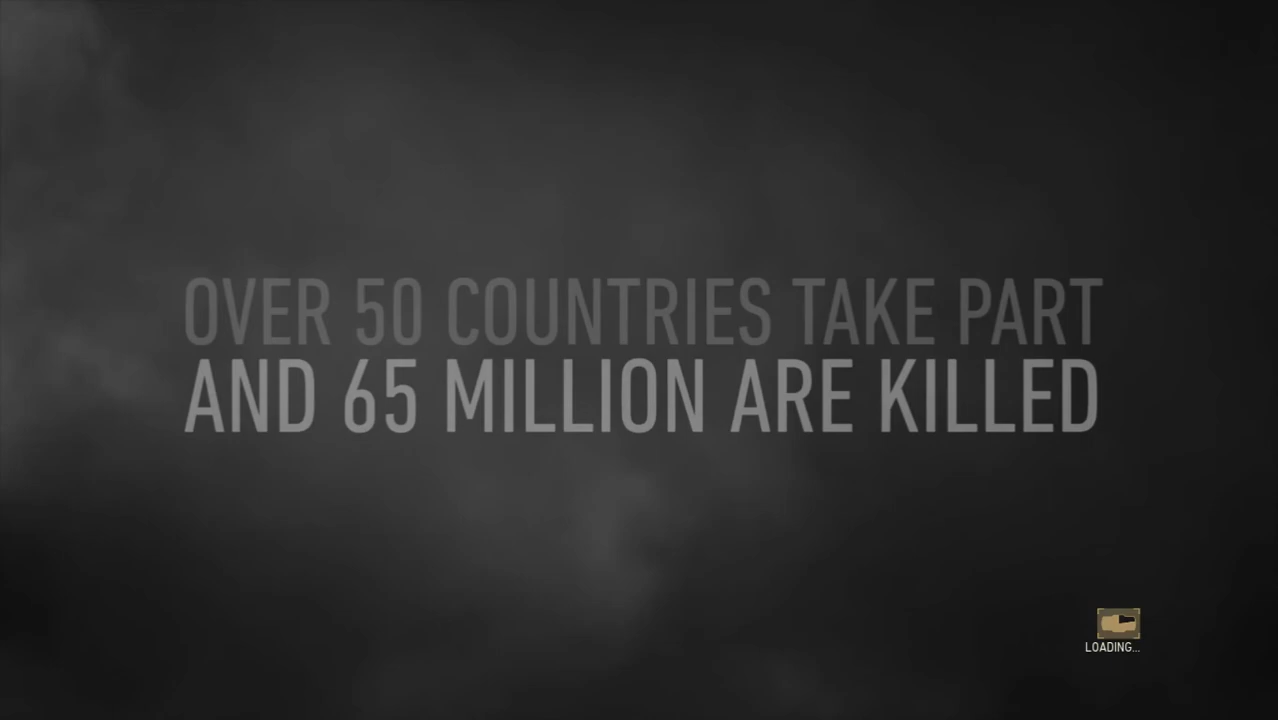 OVER 50 COUNTRIES TAKE PART
AND 65 MILLION ARE KILLED
LOADING...